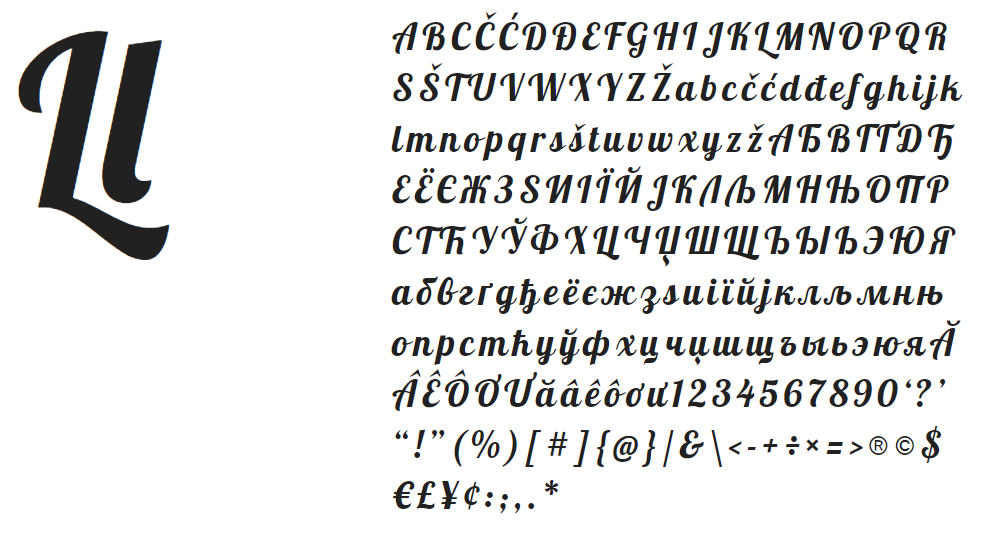 Ll
ABCČĆDĐEFGHIJKLMNOPQR
SŠTUVWXYZŽabcčćdđefghijk
lmnopqrsštuvwxyzžАБВГҐДЂ
ЕЁЄЖЗЅИІЇЙЈКЛЉМНЊОПР
СТЋУЎФХЦЧЏШЩЪЫЬЭЮЯ
абвгґдђеёєжзѕиіїйјклљмнњ
опрстћуўфхцчџшщъыьэюяĂ
ÂÊÔƠƯăâêôơư1234567890‘?’
“!”(%)[#]{@}/&\<-+÷×=>®©$
€£¥¢:;,.*